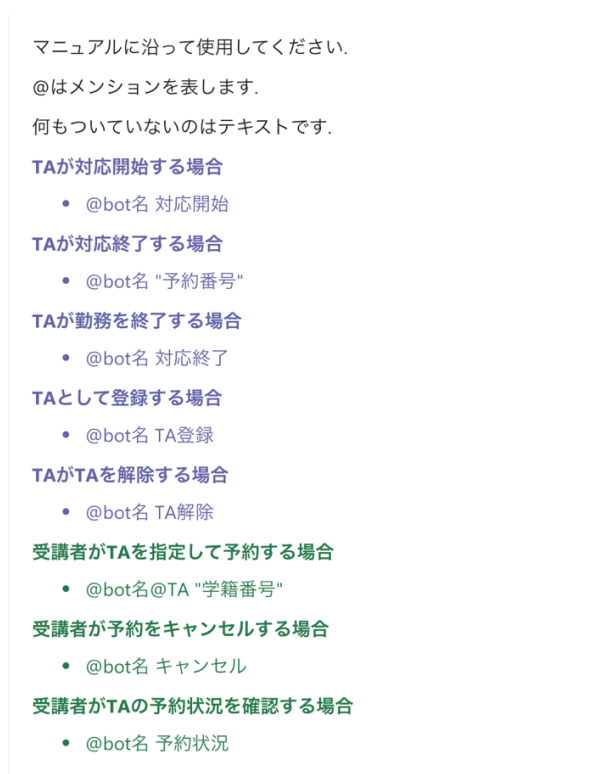 マニュアルに沿って使用してください.
@はメンションを表します.
何もついていないのはテキストです.
TAが対応開始する場合
• @bot名 対応開始
TAが対応終了する場合
• @bot名 "予約番号"
TAが勤務を終了する場合
• @bot名 対応終了
TAとして登録する場合
• @bot名 TA登録
TAがTAを解除する場合
• @bot名 TA解除
受講者がTAを指定して予約する場合
• @bot名@TA "学籍番号"
受講者が予約をキャンセルする場合
• @bot名 キャンセル
受講者がTAの予約状況を確認する場合
• @bot名 予約状況